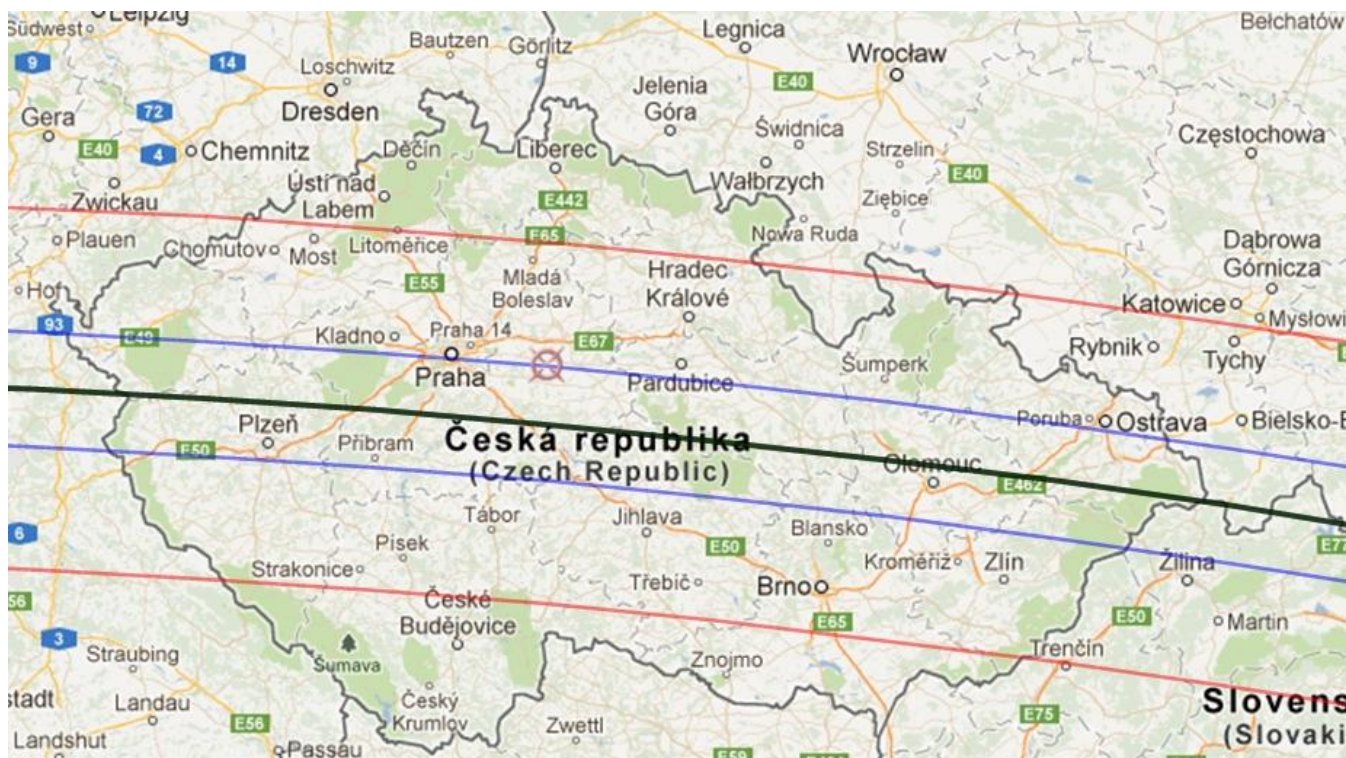 Leipzig
Südwest
Bełchatów
Legnica
Bautzen
Görlitz
Wrocław
9
14
Loschwitz
E40
Jelenia
Góra
Dresden
72
Gera
Świdnica
Częstochowa
E40
4
Chemnitz
Děčín
Liberec
Strzelin
E40
Ústí nad
Labem
Wałbrzych
Zwickau
E442
Ziębice
Plauen
Chomutov
Most
Litoměřice
E65
Nowa Ruda
Dąbrowa
Górnicza
Hof
E55
Mladá
Boleslav
Hradec
Králové
Katowice
93
E49
Kladno
Praha 14
E67
Rybnik
Tychy
Praha
Pardubice
Šumperk
Plzeň
Příbram
Česká republika
(Czech Republic)
Poruba
Ostrava
E50
Olomouc
E462
6
Tábor
Jihlava
Blansko
E77
Písek
E50
Strakonice
Třebíč
Brno
Kroměříž
Zlín
Žilina
56
České
Budějovice
E65
E50
Martin
3
Straubing
Šumava
Znojmo
Trenčín
Landau
E56
Český
Krumlov
Zwettl
E75
Landshut
Passau
E59